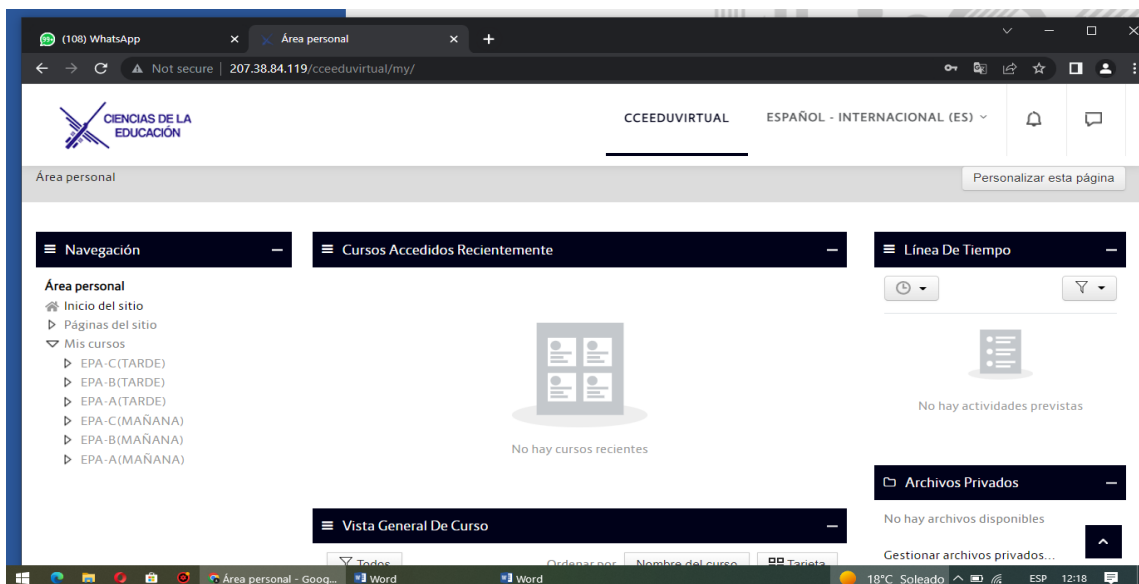 99+ (108) WhatsApp
Área personal
Not secure | 207.38.84.119/cceeduvirtual/my/
CIENCIAS DE LA
EDUCACIÓN
CCEEDUVIRTUAL
ESPAÑOL - INTERNACIONAL (ES)
Área personal
Personalizar esta página
Navegación
Área personal
Inicio del sitio
Páginas del sitio
Mis cursos
EPA-C(TARDE)
EPA-B(TARDE)
EPA-A(TARDE)
EPA-C(MAÑANA)
EPA-B(MAÑANA)
EPA-A(MAÑANA)
Cursos Accedidos Recientemente
No hay cursos recientes
Vista General De Curso
Todos
Ordenar por
Nombre del curso
Tarjeta
Línea De Tiempo
No hay actividades previstas
Archivos Privados
No hay archivos disponibles
Gestionar archivos privados...
Área personal - Goog...
Word
Word
18°C Soleado
ESP
12:18